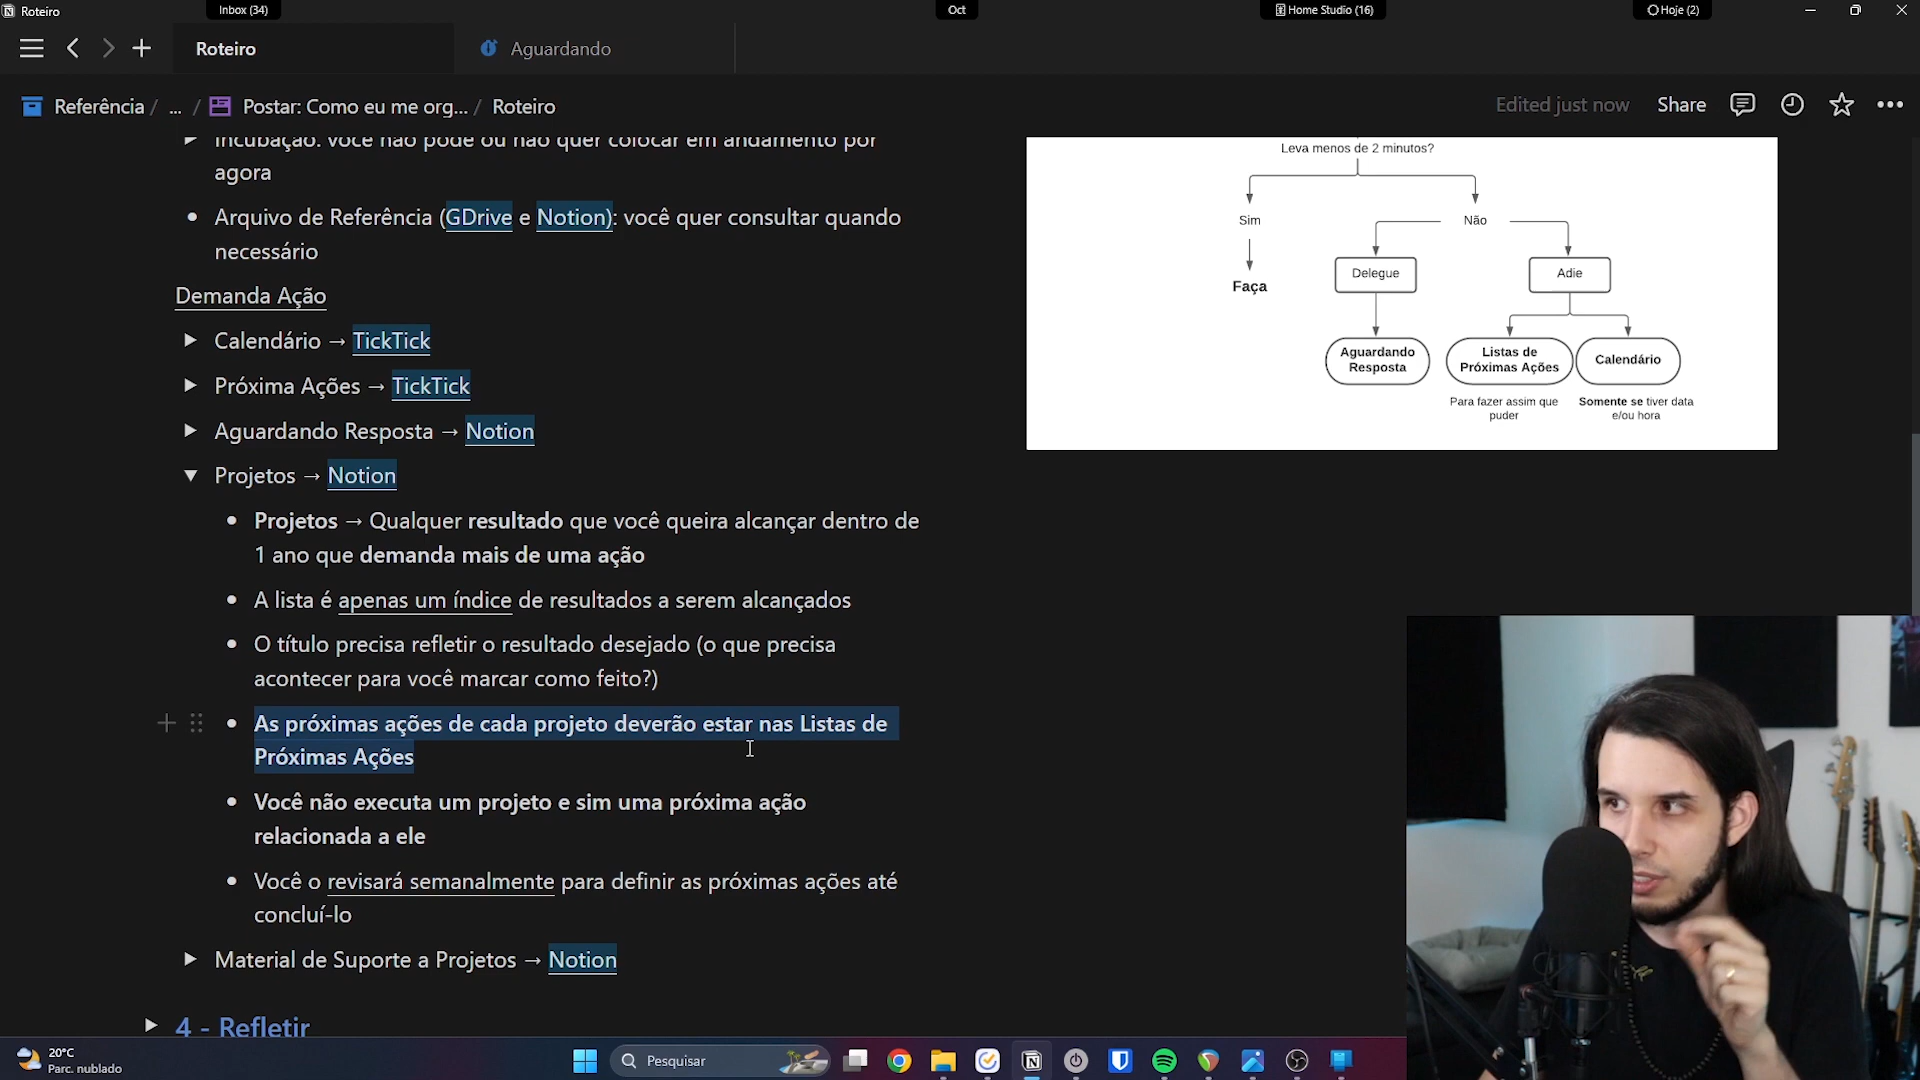 Roteiro
Inbox (34)
Oct
Home Studio (16)
Hoje (2)
Roteiro
Aguardando
Referência / ... / Postar: Como eu me org... / Roteiro
Edited just now
Share
Incubação: você não pode ou não quer colocar em andamento por
agora
Arquivo de Referência (GDrive e Notion): você quer consultar quando
necessário
Demanda Ação
Calendário → TickTick
Próxima Ações → TickTick
Aguardando Resposta → Notion
Projetos → Notion
Projetos → Qualquer resultado que você queira alcançar dentro de
1 ano que demanda mais de uma ação
A lista é apenas um índice de resultados a serem alcançados
O título precisa refletir o resultado desejado (o que precisa
acontecer para você marcar como feito?)
As próximas ações de cada projeto deverão estar nas Listas de
Próximas Ações
Você não executa um projeto e sim uma próxima ação
relacionada a ele
Você o revisará semanalmente para definir as próximas ações até
concluí-lo
Material de Suporte a Projetos → Notion
4 - Refletir
Leva menos de 2 minutos?
Sim
Não
Faça
Delegue
Adie
Aguardando
Resposta
Listas de
Próximas Ações
Calendário
Para fazer assim que
puder
Somente se tiver data
e/ou hora
20°C
Parc. nublado
Pesquisar